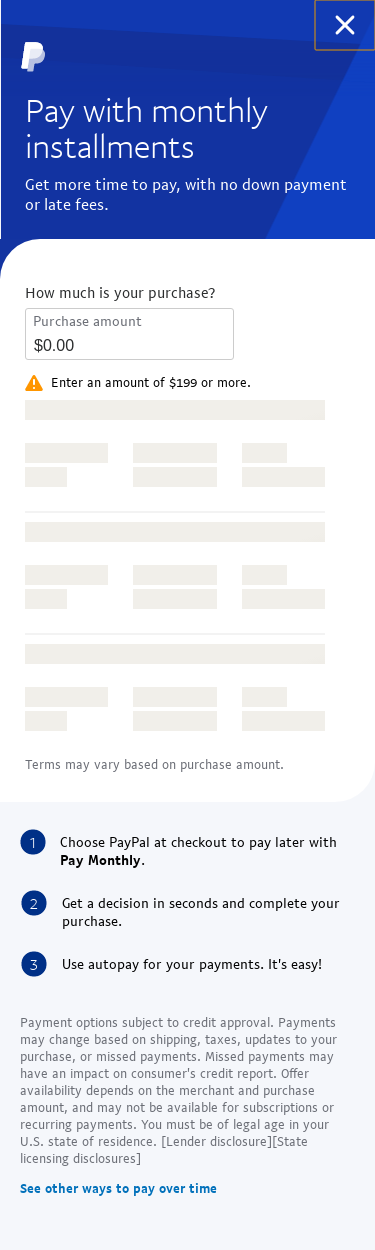 Pay with monthly
installments
Get more time to pay, with no down payment
or late fees.
How much is your purchase?
Purchase amount
$0.00
Enter an amount of $199 or more.
Terms may vary based on purchase amount.
1 Choose PayPal at checkout to pay later with
Pay Monthly.
2 Get a decision in seconds and complete your
purchase.
3 Use autopay for your payments. It's easy!
Payment options subject to credit approval. Payments
may change based on shipping, taxes, updates to your
purchase, or missed payments. Missed payments may
have an impact on consumer's credit report. Offer
availability depends on the merchant and purchase
amount, and may not be available for subscriptions or
recurring payments. You must be of legal age in your
U.S. state of residence. [Lender disclosure][State
licensing disclosures]
See other ways to pay over time